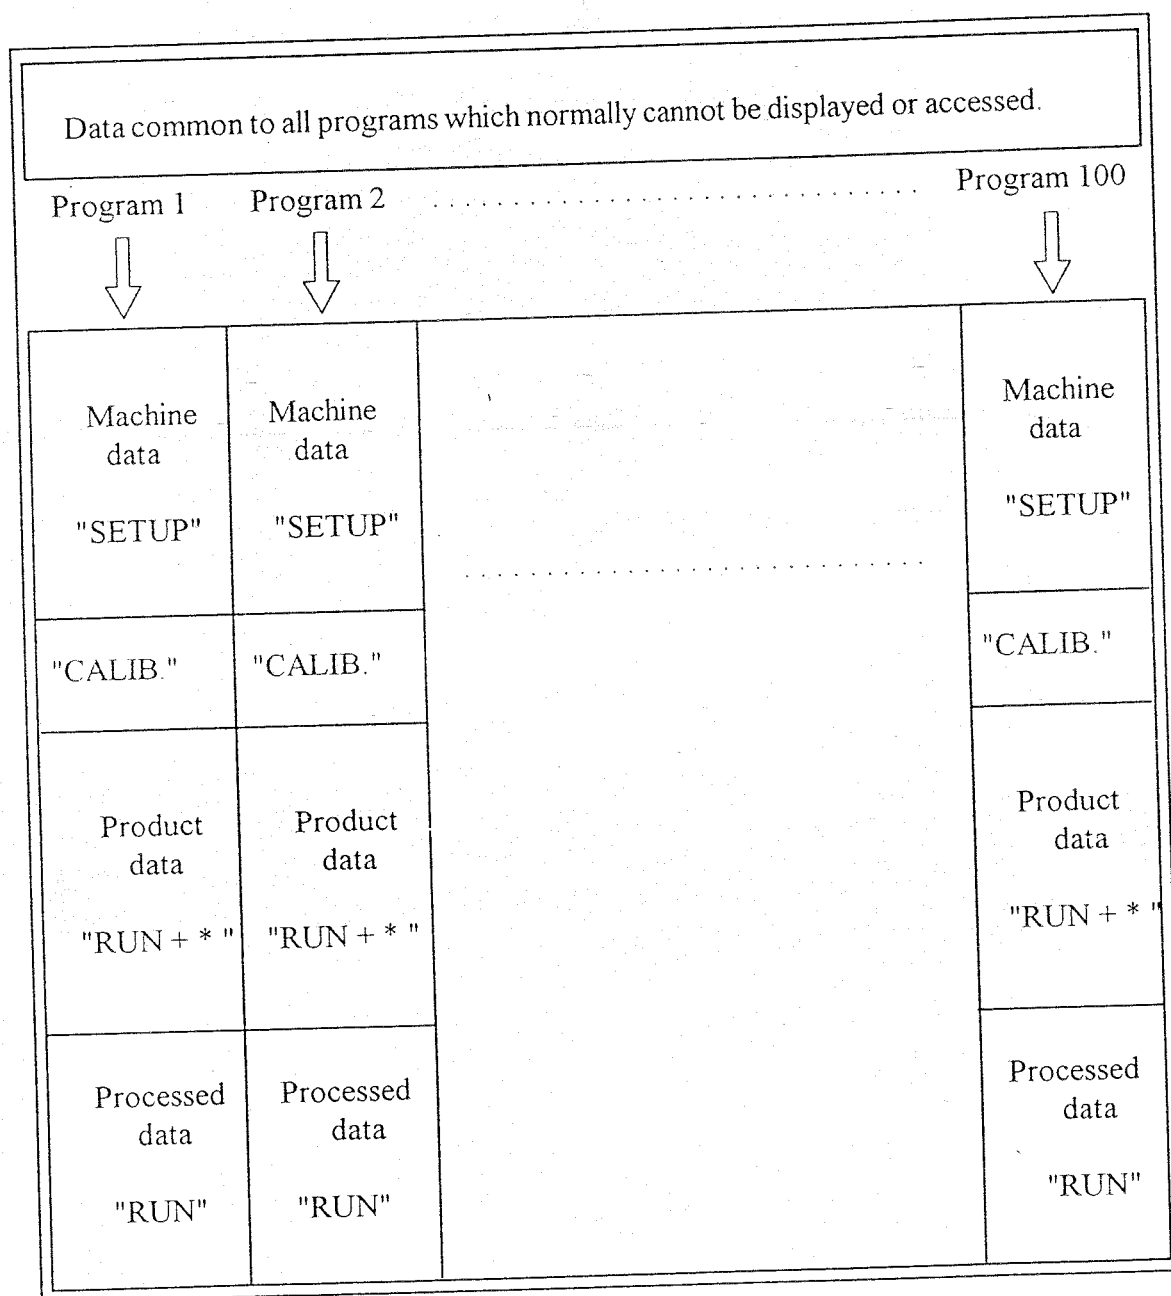 Data common to all programs which normally cannot be displayed or accessed.
Program 1 Program 2 . . . . . . . . . . . . . . . . . . . . . . . . . . . . Program 100
Machine
data
"SETUP"
Machine
data
"SETUP"
Machine
data
"SETUP"
. . . . . . . . . . . . . . . . . . . . . . . . . . . .
"CALIB."
"CALIB."
"CALIB."
Product
data
"RUN + * "
Product
data
"RUN + * "
Product
data
"RUN + * "
Processed
data
"RUN"
Processed
data
"RUN"
Processed
data
"RUN"